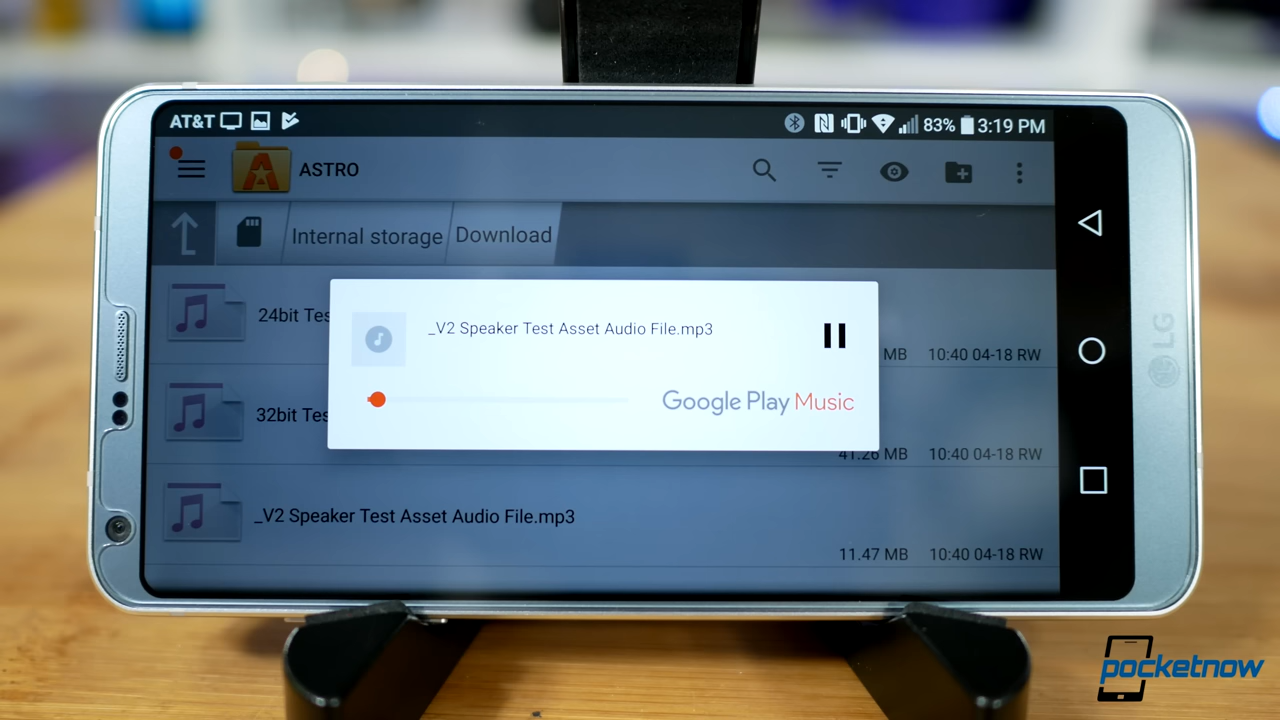 AT&T 83% 3:19 PM
ASTRO
Internal storage Download
24bit Tes
MB 10:40 04-18 RW
_V2 Speaker Test Asset Audio File.mp3
Google Play Music
32bit Tes
41.26 MB 10:40 04-18 RW
_V2 Speaker Test Asset Audio File.mp3
11.47 MB 10:40 04-18 RW
LG
pocketnow